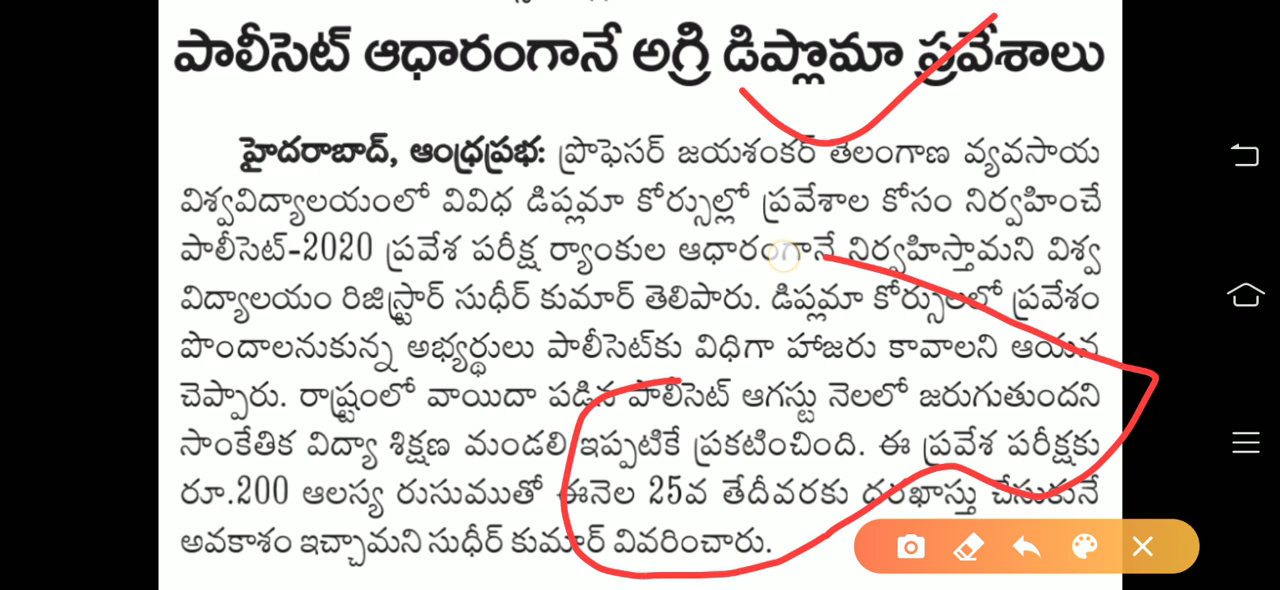 పాలీసెట్ ఆధారంగానే అగ్రి డిప్లొమా ప్రవేశాలు
హైదరాబాద్, ఆంధ్రప్రభ: ప్రొఫెసర్ జయశంకర్ తెలంగాణ వ్యవసాయ
విశ్వవిద్యాలయంలో వివిధ డిప్లమా కోర్సుల్లో ప్రవేశాల కోసం నిర్వహించే
పాలీసెట్-2020 ప్రవేశ పరీక్ష ర్యాంకుల ఆధారంగానే నిర్వహిస్తామని విశ్వ
విద్యాలయం రిజిస్ట్రార్ సుధీర్ కుమార్ తెలిపారు. డిప్లమా కోర్సులలో ప్రవేశం
పొందాలనుకున్న అభ్యర్థులు పాలీసెట్‌కు విధిగా హాజరు కావాలని ఆయన
చెప్పారు. రాష్ట్రంలో వాయిదా పడిన పాలీసెట్ ఆగస్టు నెలలో జరుగుతుందని
సాంకేతిక విద్యా శిక్షణ మండలి ఇప్పటికే ప్రకటించింది. ఈ ప్రవేశ పరీక్షకు
రూ.200 ఆలస్య రుసుముతో ఈనెల 25వ తేదీవరకు దరఖాస్తు చేసుకునే
అవకాశం ఇచ్చామని సుధీర్ కుమార్ వివరించారు.